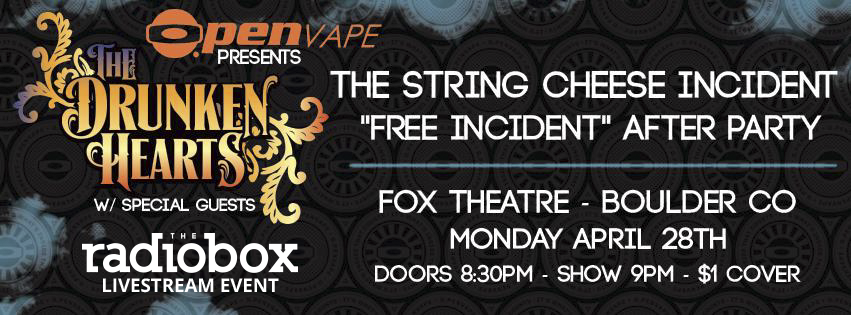 O.penVAPE
PRESENTS
THE
DRUNKEN
HEARTS
W/ SPECIAL GUESTS
THE
radiobox
LIVESTREAM EVENT
THE STRING CHEESE INCIDENT
"FREE INCIDENT" AFTER PARTY
FOX THEATRE - BOULDER CO
MONDAY APRIL 28TH
DOORS 8:30PM - SHOW 9PM - $1 COVER